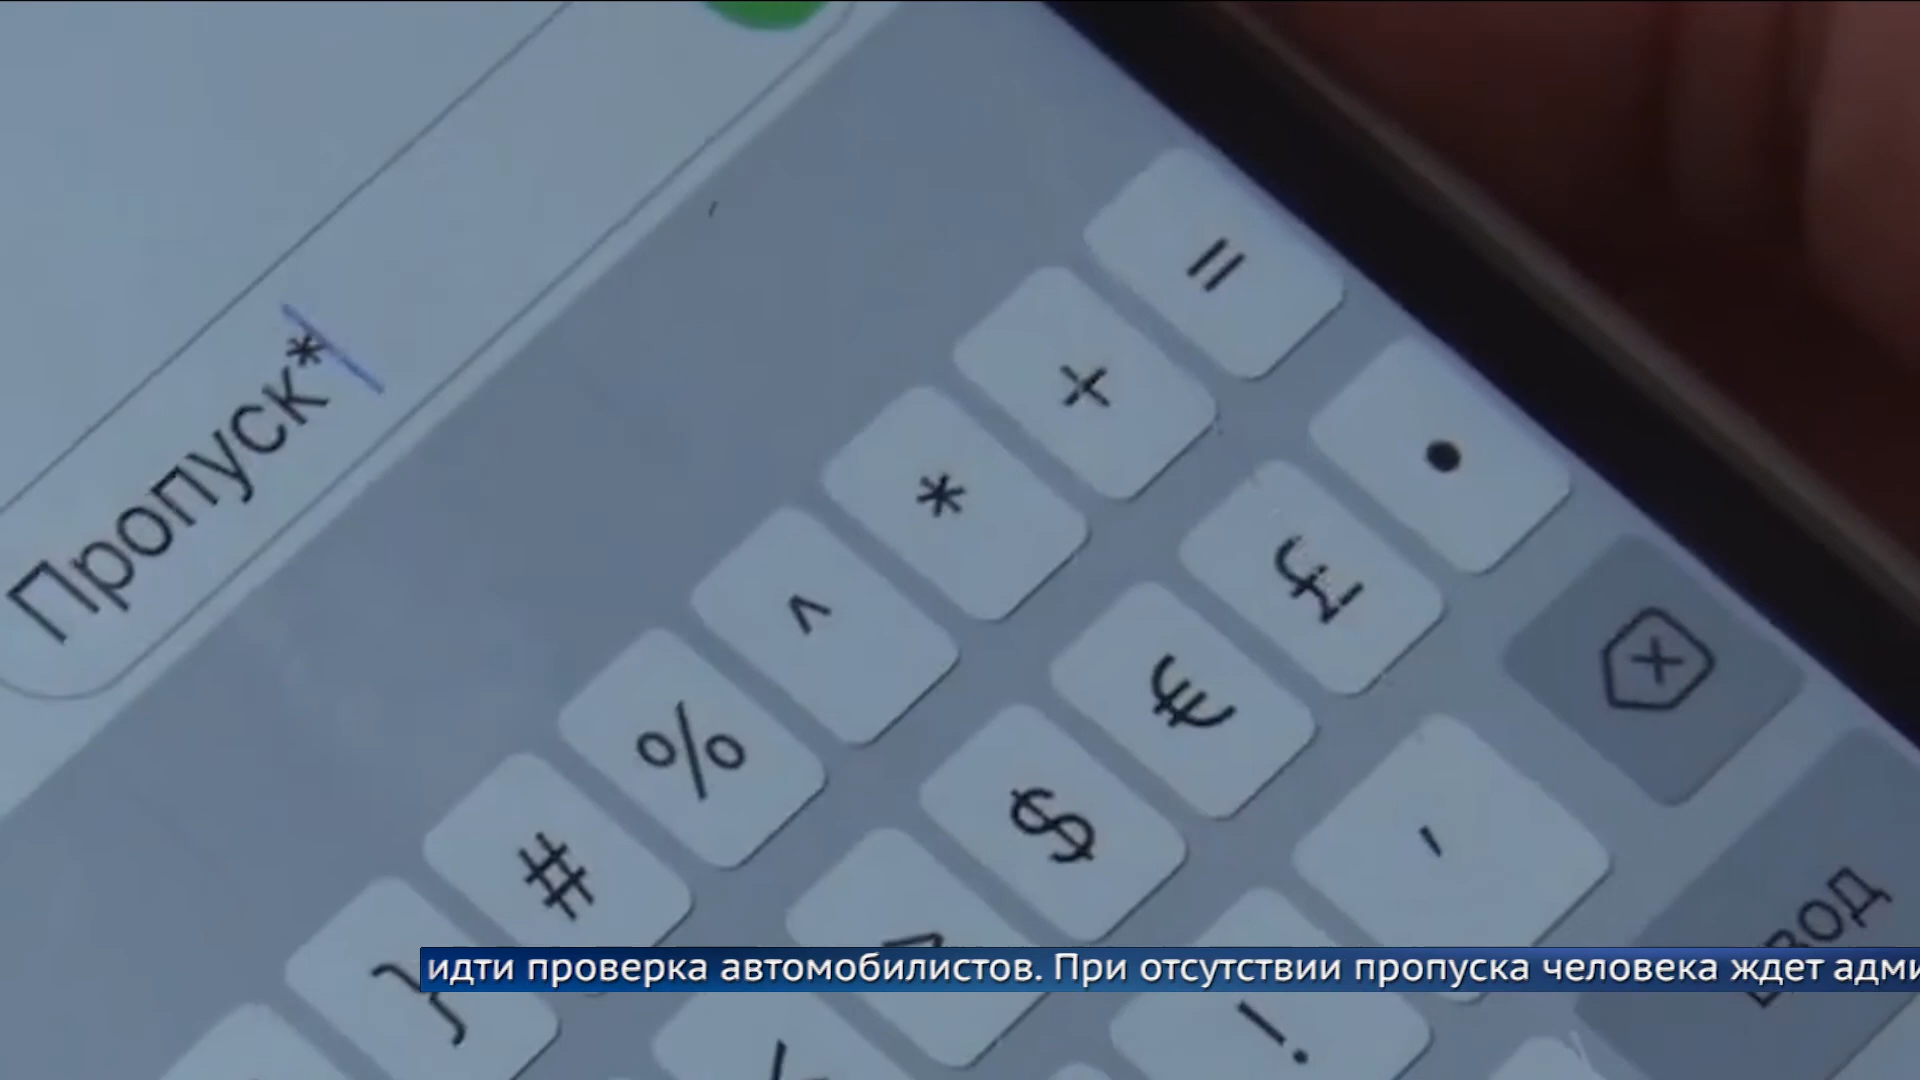 Пропуск*
= + * ^ % # }
• £ € $ >
' !
ввод
идти проверка автомобилистов. При отсутствии пропуска человека ждет адми